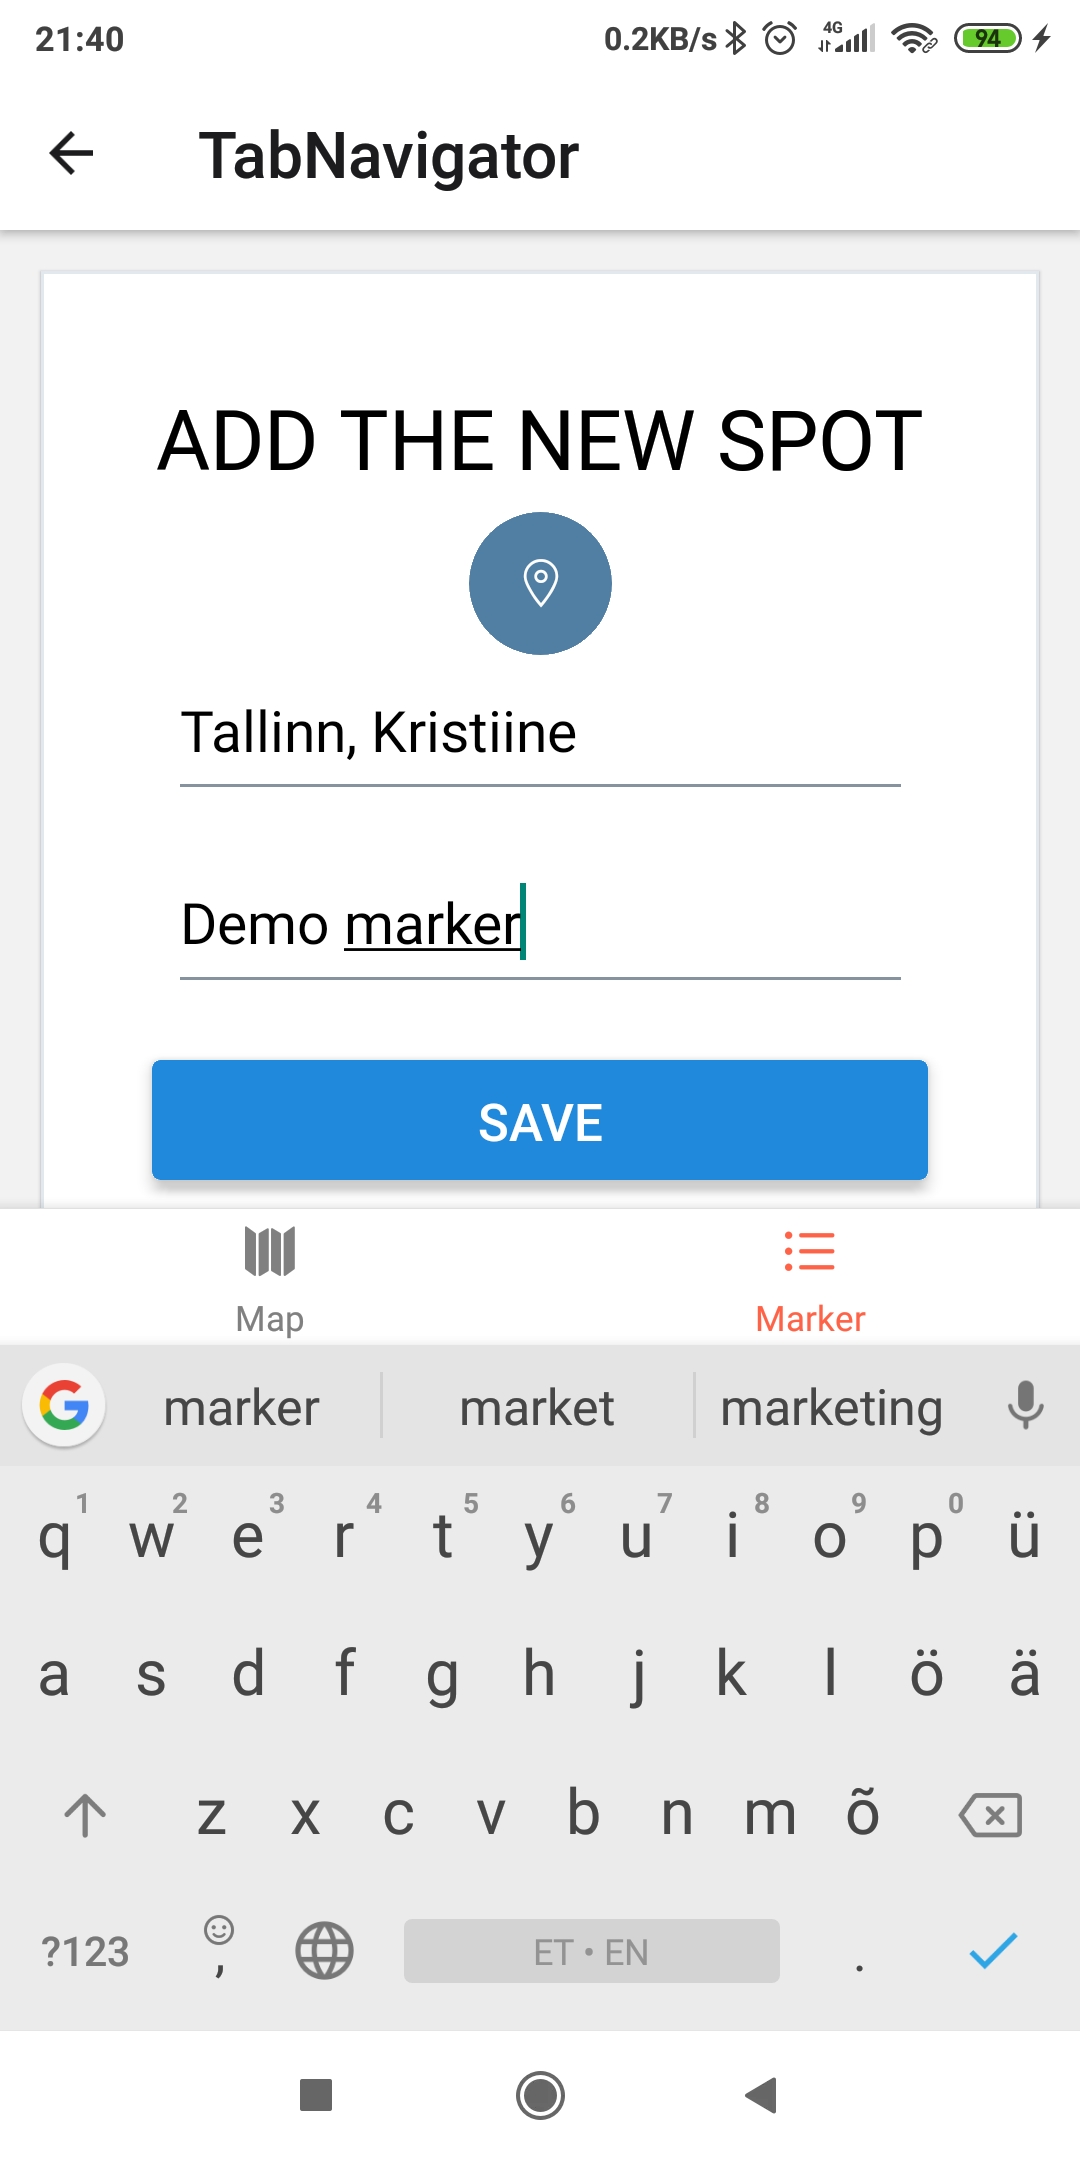 21:40 0.2KB/s 4G 94
TabNavigator
ADD THE NEW SPOT
Tallinn, Kristiine
Demo marker
SAVE
Map Marker
marker market marketing
1 2 3 4 5 6 7 8 9 0
q w e r t y u i o p ü
a s d f g h j k l ö ä
z x c v b n m õ
?123 , ET • EN .